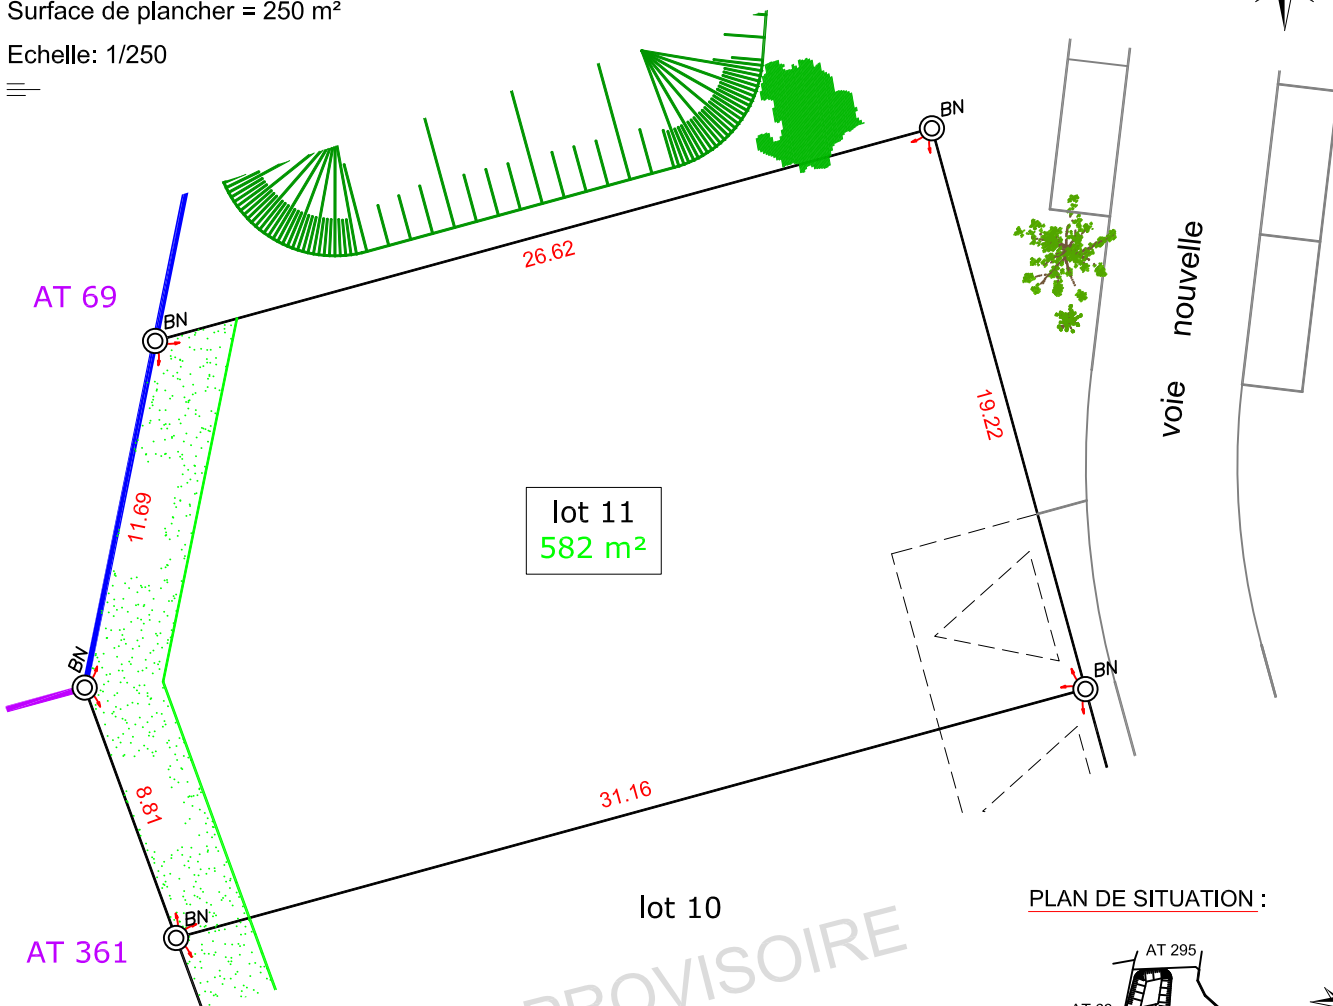 Surface de plancher = 250 m²
Echelle: 1/250
BN
26.62
AT 69
BN
voie nouvelle
19.22
11.69
lot 11
582 m²
BN
BN
8.81
31.16
lot 10
BN
AT 361
PROVISOIRE
PLAN DE SITUATION :
AT 295